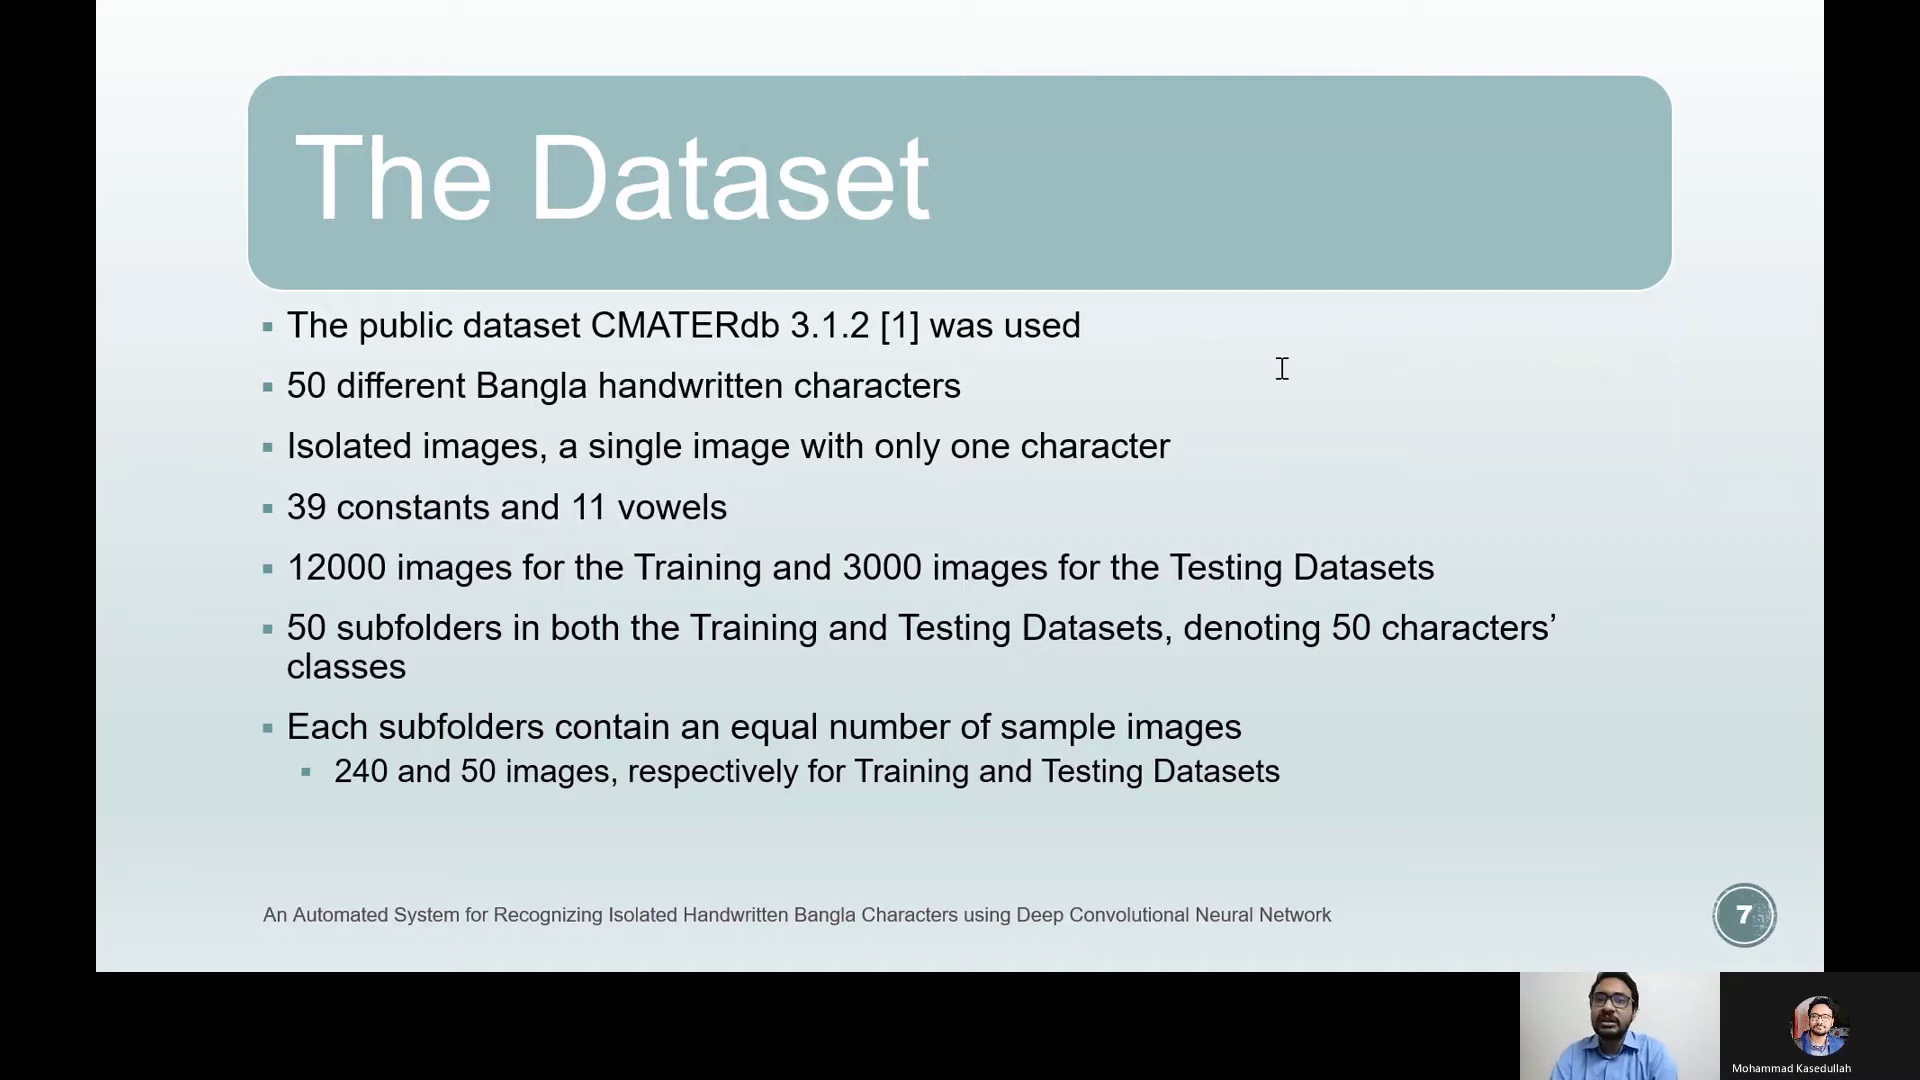 The Dataset
▪ The public dataset CMATERdb 3.1.2 [1] was used
▪ 50 different Bangla handwritten characters
▪ Isolated images, a single image with only one character
▪ 39 constants and 11 vowels
▪ 12000 images for the Training and 3000 images for the Testing Datasets
▪ 50 subfolders in both the Training and Testing Datasets, denoting 50 characters’
classes
▪ Each subfolders contain an equal number of sample images
▪ 240 and 50 images, respectively for Training and Testing Datasets
An Automated System for Recognizing Isolated Handwritten Bangla Characters using Deep Convolutional Neural Network
7
Mohammad Kasedullah